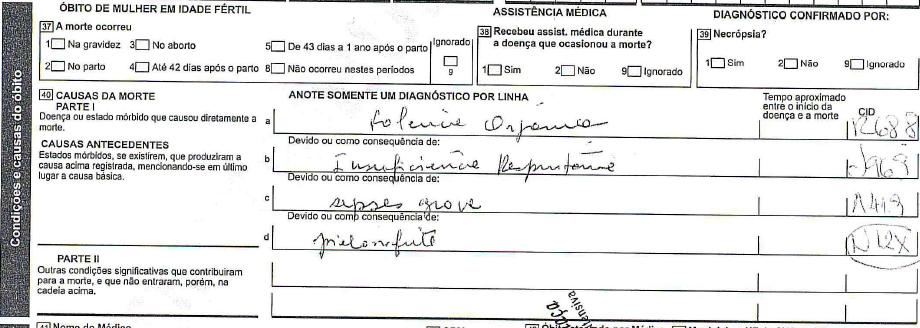 ÓBITO DE MULHER EM IDADE FÉRTIL
ASSISTÊNCIA MÉDICA
DIAGNÓSTICO CONFIRMADO POR:
37 A morte ocorreu
1 Na gravidez 3 No aborto 5 De 43 dias a 1 ano após o parto Ignorado
2 No parto 4 Até 42 dias após o parto 8 Não ocorreu nestes períodos 9
38 Recebeu assist. médica durante
a doença que ocasionou a morte?
1 Sim 2 Não 9 Ignorado
39 Necrópsia?
1 Sim 2 Não 9 Ignorado
Condições e causas do óbito
40 CAUSAS DA MORTE
PARTE I
Doença ou estado mórbido que causou diretamente a
morte.
CAUSAS ANTECEDENTES
Estados mórbidos, se existirem, que produziram a
causa acima registrada, mencionando-se em último
lugar a causa básica.
ANOTE SOMENTE UM DIAGNÓSTICO POR LINHA
Tempo aproximado
entre o início da
doença e a morte
CID
a R688
Devido ou como consequência de:
b Insuficiência Respiratória J969
Devido ou como consequência de:
c sepses grave A419
Devido ou como consequência de:
d N12X
PARTE II
Outras condições significativas que contribuíram
para a morte, e que não entraram, porém, na
cadeia acima.
41 Nome do Médico